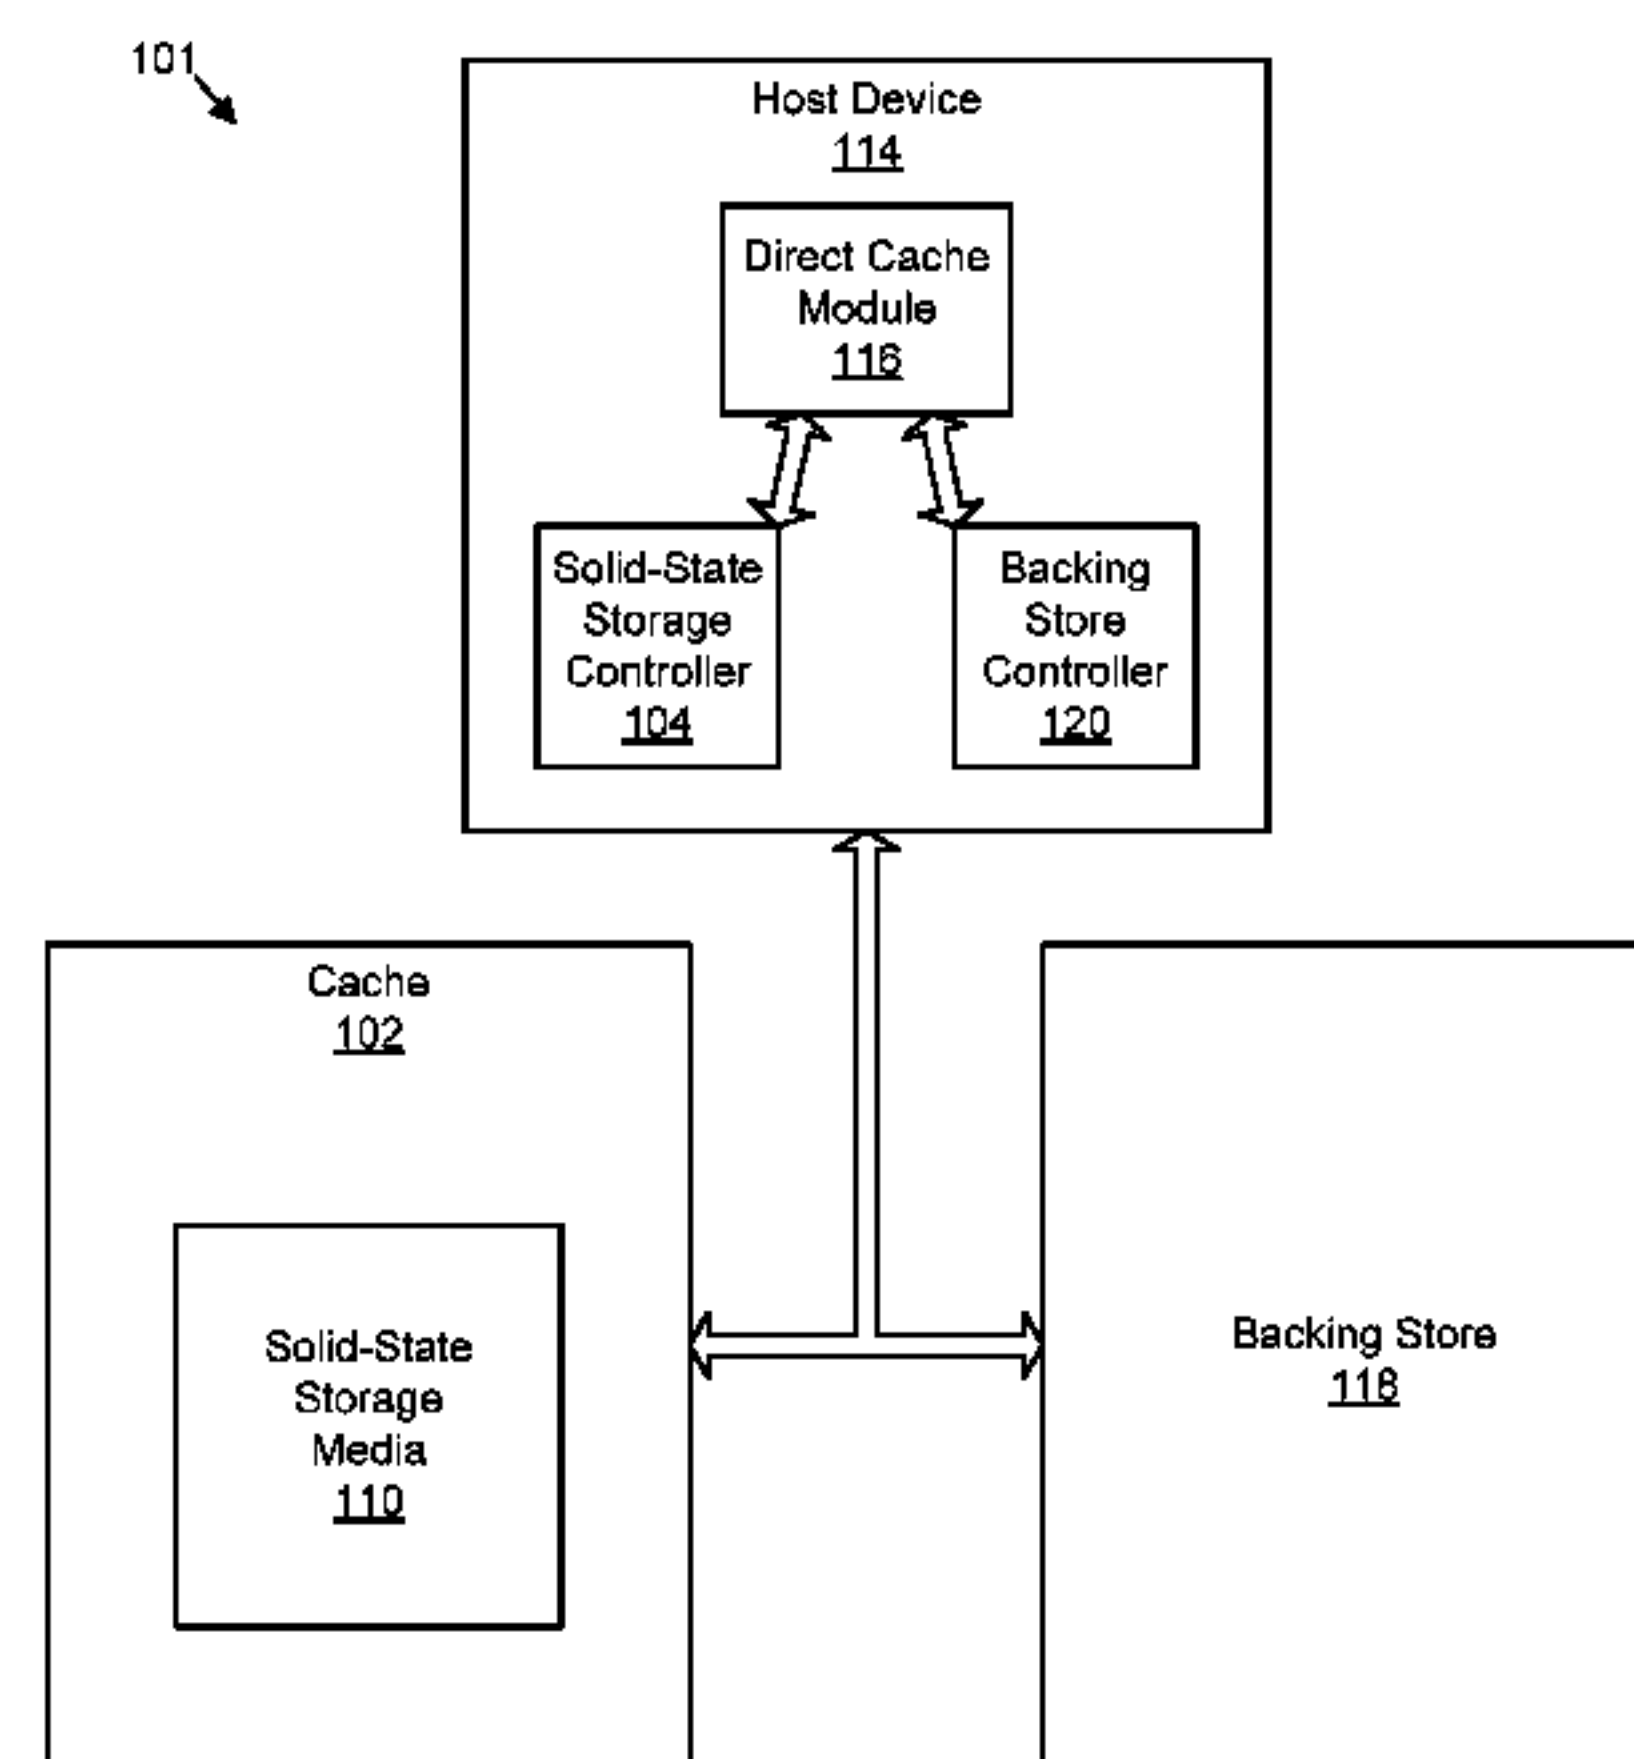 101
Host Device
114
Direct Cache
Module
116
Solid-State
Storage
Controller
104
Backing
Store
Controller
120
Cache
102
Solid-State
Storage
Media
110
Backing Store
118